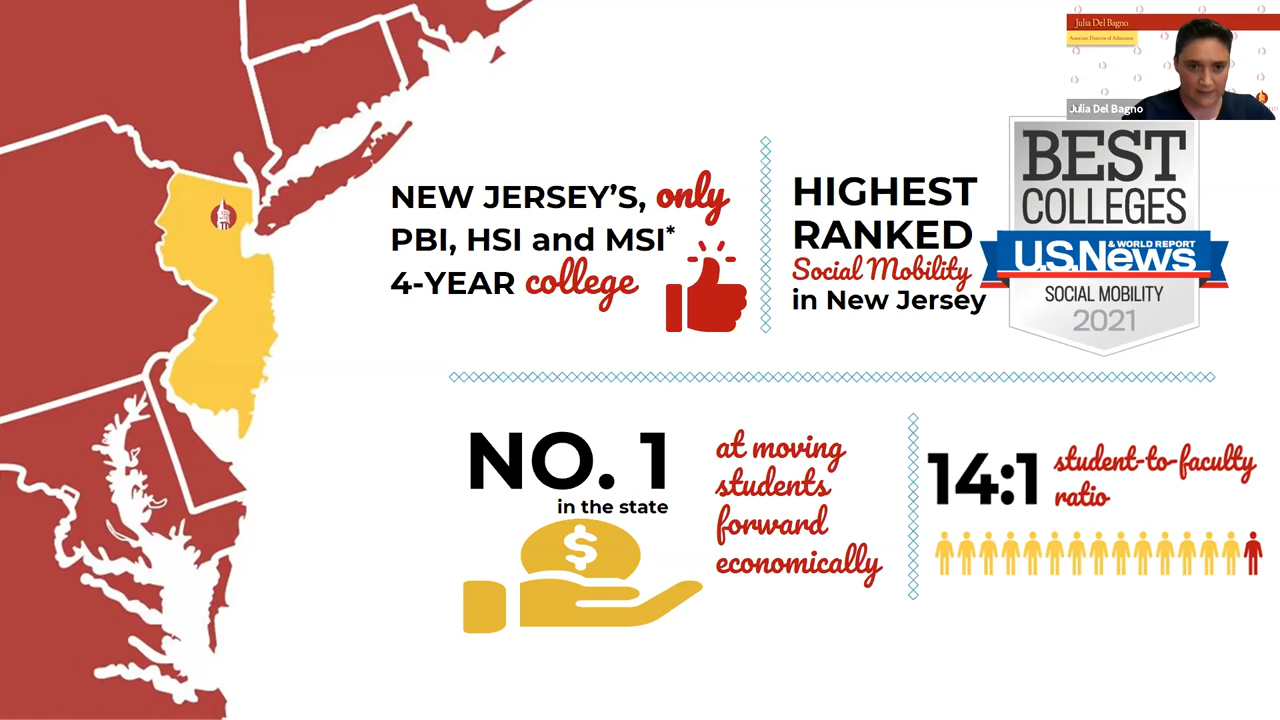 Julia Del Bagno
Associate Director of Admission
Julia Del Bagno
NEW JERSEY’S, only
PBI, HSI and MSI*
4-YEAR college
HIGHEST
RANKED
Social Mobility
in New Jersey
BEST
COLLEGES
U.S.News
& WORLD REPORT
SOCIAL MOBILITY
2021
NO. 1
in the state
$
at moving
students
forward
economically
14:1
student-to-faculty
ratio